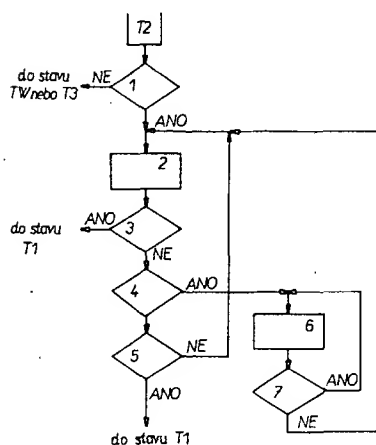 T2
do stavu
TW nebo T3
NE
1
ANO
2
do stavu
T1
ANO
3
NE
4
ANO
5
NE
6
7
ANO
NE
ANO
do stavu T1